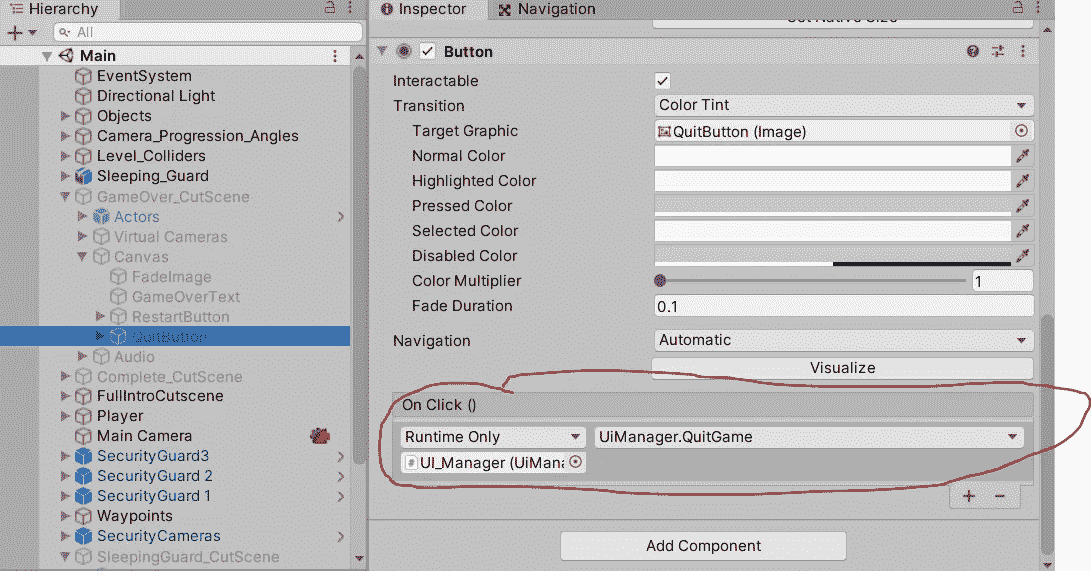 Hierarchy
All
Main
EventSystem
Directional Light
Objects
Camera_Progression_Angles
Level_Colliders
Sleeping_Guard
GameOver_CutScene
Actors
Virtual Cameras
Canvas
FadeImage
GameOverText
RestartButton
QuitButton
Audio
Complete_CutScene
FullIntroCutscene
Player
Main Camera
SecurityGuard3
SecurityGuard 2
SecurityGuard 1
Waypoints
SecurityCameras
SleepingGuard_CutScene
Inspector
Navigation
Set Native Size
Button
Interactable
Transition
Color Tint
Target Graphic
QuitButton (Image)
Normal Color
Highlighted Color
Pressed Color
Selected Color
Disabled Color
Color Multiplier
1
Fade Duration
0.1
Navigation
Automatic
Visualize
On Click ()
Runtime Only
UiManager.QuitGame
# UI_Manager (UiMana
Add Component